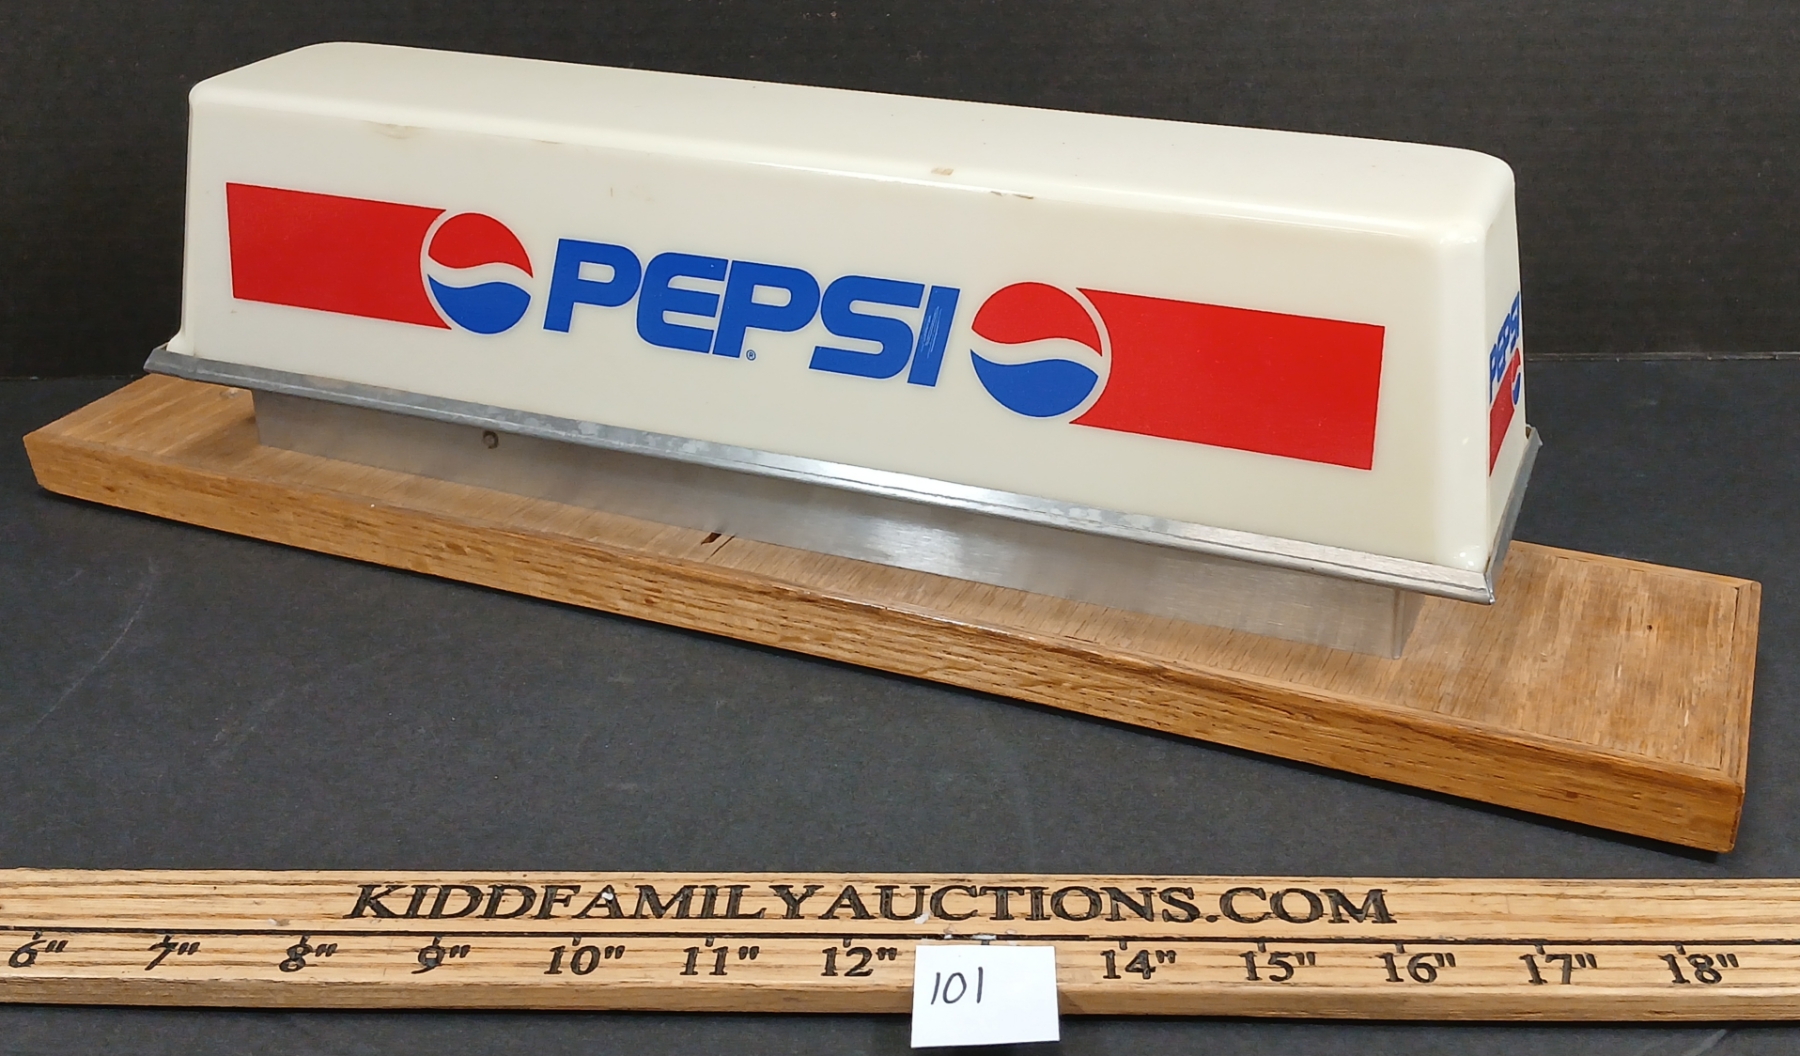 PEPSI
®
PEPSI
KIDDFAMILYAUCTIONS.COM
6" 7" 8" 9" 10" 11" 12" 14" 15" 16" 17" 18"
101